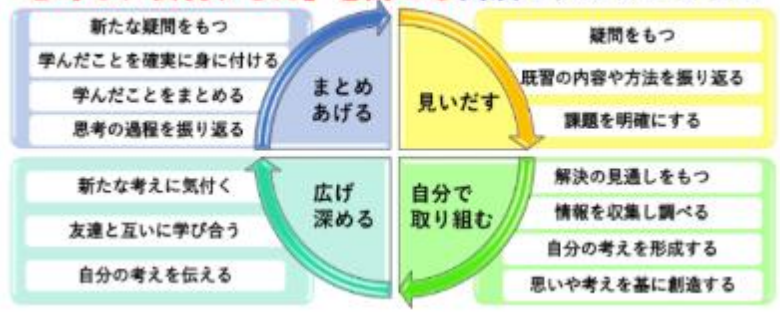 新たな疑問をもつ
学んだことを確実に身に付ける
学んだことをまとめる
思考の過程を振り返る
まとめ
あげる
見いだす
疑問をもつ
既習の内容や方法を振り返る
課題を明確にする
新たな考えに気付く
友達と互いに学び合う
自分の考えを伝える
広げ
深める
自分で
取り組む
解決の見通しをもつ
情報を収集し調べる
自分の考えを形成する
思いや考えを基に創造する